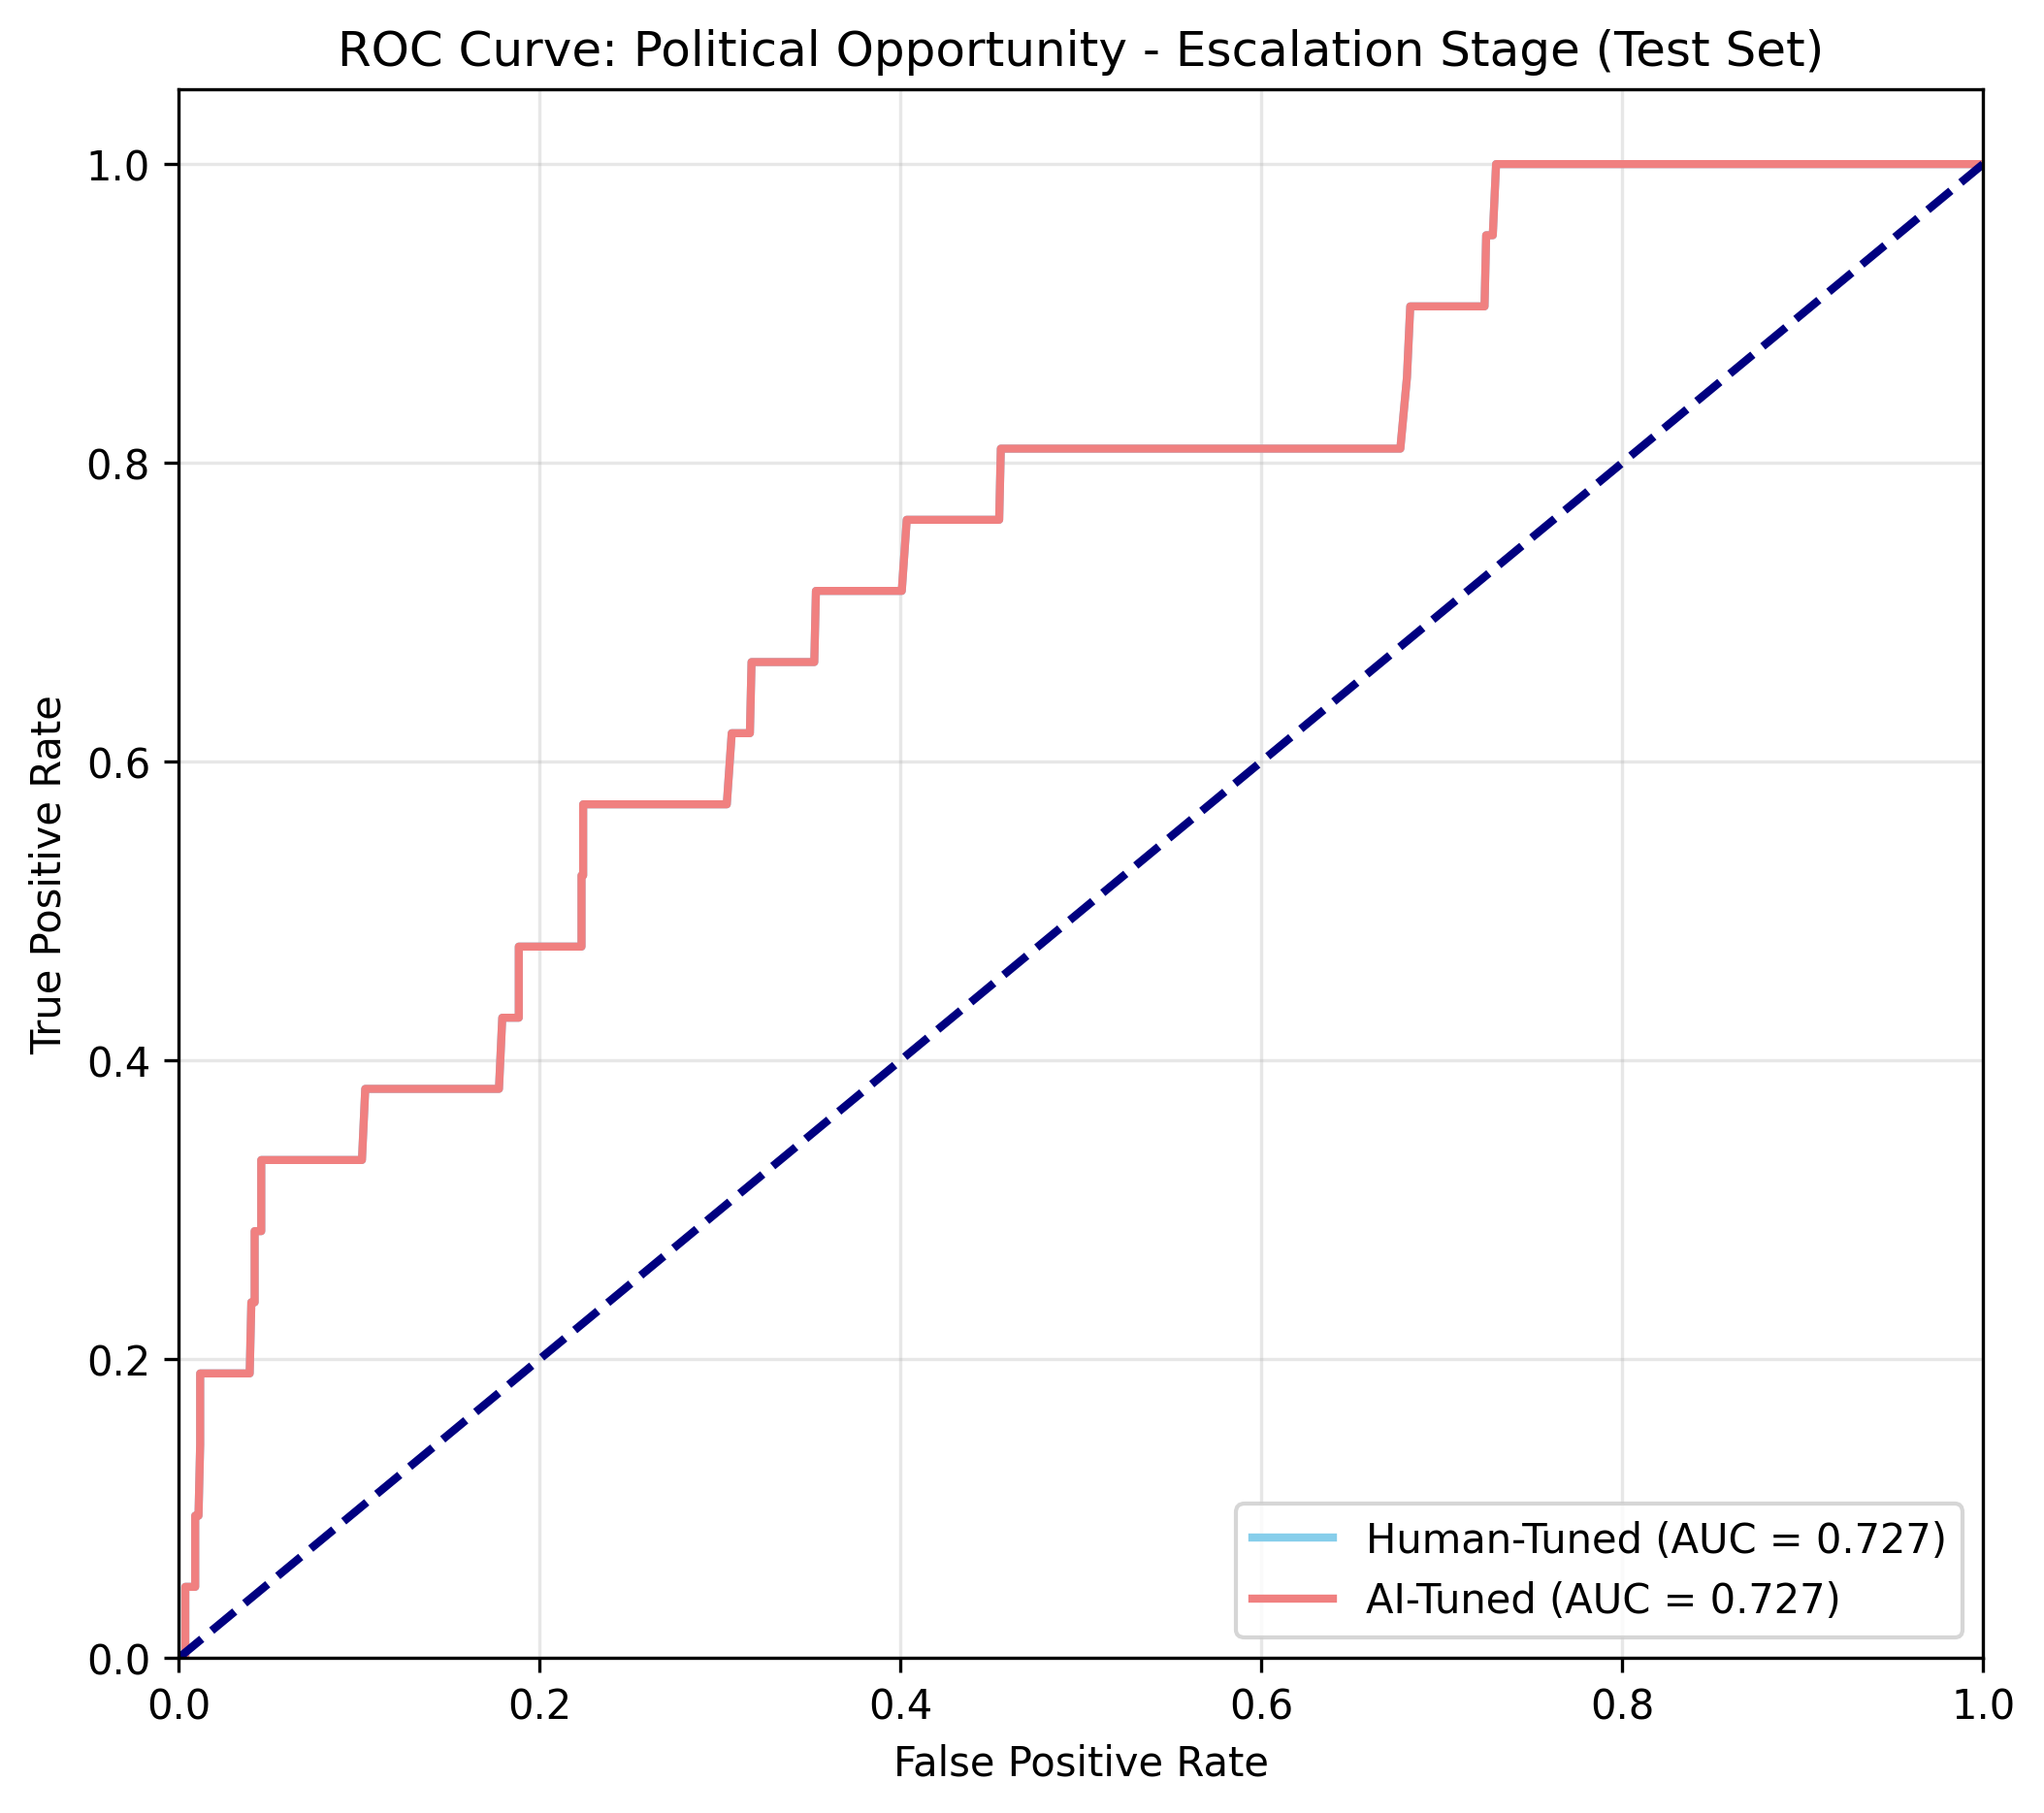 ROC Curve: Political Opportunity - Escalation Stage (Test Set)
1.0
0.8
0.6
0.4
0.2
0.0
True Positive Rate
Human-Tuned (AUC = 0.727)
AI-Tuned (AUC = 0.727)
0.0 0.2 0.4 0.6 0.8 1.0
False Positive Rate